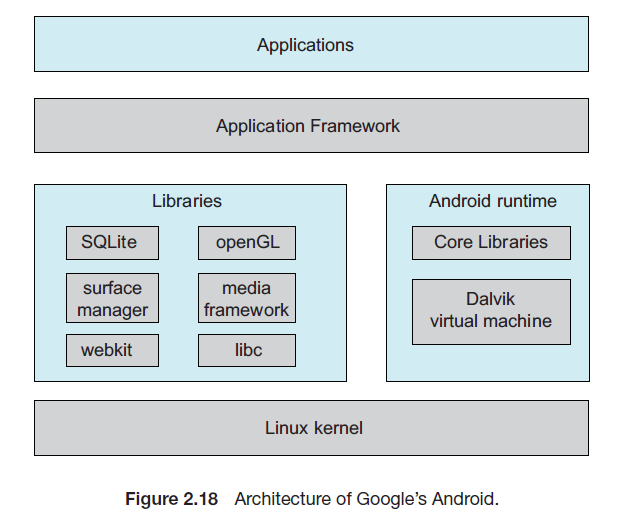 Applications
Application Framework
Libraries
SQLite
openGL
surface
manager
media
framework
webkit
libc
Android runtime
Core Libraries
Dalvik
virtual machine
Linux kernel
Figure 2.18 Architecture of Google’s Android.